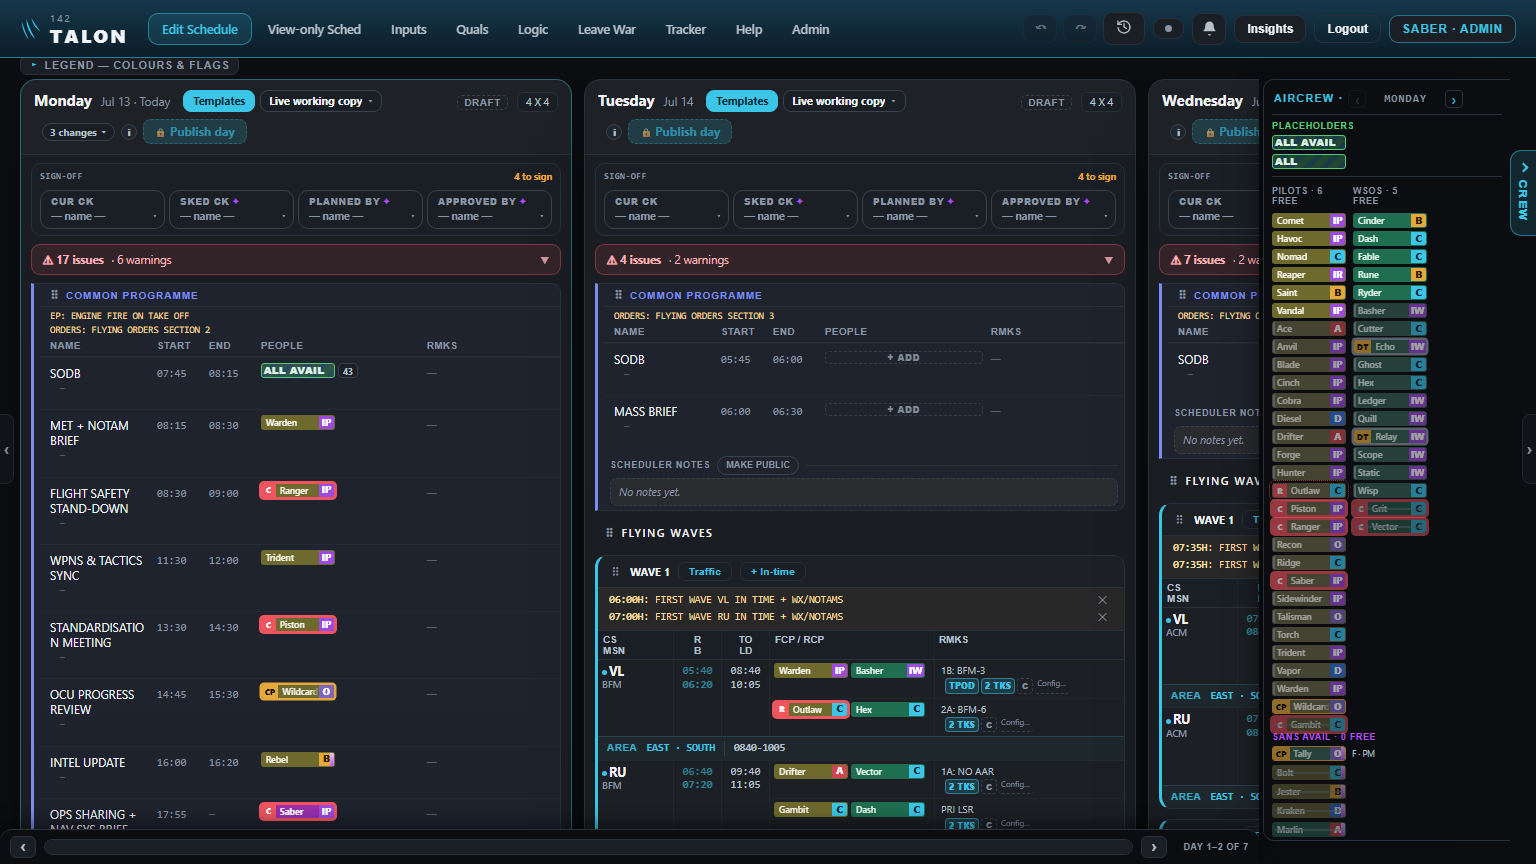 142
TALON
Edit Schedule
View-only Sched
Inputs
Quals
Logic
Leave War
Tracker
Help
Admin
Insights
Logout
SABER · ADMIN
LEGEND — COLOURS & FLAGS
Monday Jul 13 · Today Templates Live working copy DRAFT 4 X 4
3 changes i Publish day
SIGN-OFF 4 to sign
CUR CK SKED CK PLANNED BY APPROVED BY
— name — — name — — name — — name —
17 issues · 6 warnings
COMMON PROGRAMME
EP: ENGINE FIRE ON TAKE OFF
ORDERS: FLYING ORDERS SECTION 2
NAME START END PEOPLE RMKS
SODB 07:45 08:15 ALL AVAIL 43 —
—
MET + NOTAM BRIEF 08:15 08:30 Warden IP —
—
FLIGHT SAFETY STAND-DOWN 08:30 09:00 C Ranger IP —
—
WPNS & TACTICS SYNC 11:30 12:00 Trident IP —
—
STANDARDISATIO
N MEETING 13:30 14:30 C Piston IP —
—
OCU PROGRESS REVIEW 14:45 15:30 CP Wildcard O —
—
INTEL UPDATE 16:00 16:20 Rebel B —
—
OPS SHARING + 17:55 – C Saber IP —
NAV SYS BRIEF
Tuesday Jul 14 Templates Live working copy DRAFT 4 X 4
i Publish day
SIGN-OFF 4 to sign
CUR CK SKED CK PLANNED BY APPROVED BY
— name — — name — — name — — name —
4 issues · 2 warnings
COMMON PROGRAMME
ORDERS: FLYING ORDERS SECTION 3
NAME START END PEOPLE RMKS
SODB 05:45 06:00 + ADD —
—
MASS BRIEF 06:00 06:30 + ADD —
—
SCHEDULER NOTES MAKE PUBLIC
No notes yet.
FLYING WAVES
WAVE 1 Traffic + In-time
06:00H: FIRST WAVE VL IN TIME + WX/NOTAMS
07:00H: FIRST WAVE RU IN TIME + WX/NOTAMS
CS R TO FCP / RCP RMKS
MSN B LD
VL 05:40 08:40 Warden IP Basher IW 1B: BFM-3
BFM 06:20 10:05 TPOD 2 TKS C Config...
R Outlaw C Hex C 2A: BFM-6
2 TKS C Config...
AREA EAST · SOUTH 0840-1005
RU 06:40 09:40 Drifter A Vector C 1A: NO AAR
BFM 07:20 11:05 2 TKS C Config...
Gambit C Dash C PRI LSR
2 TKS C Config...
Wednesday Ju
i Publish
SIGN-OFF
CUR CK
— name —
7 issues · 2 wa
COMMON P
ORDERS: FLYING O
NAME
SODB
—
SCHEDULER NOT
No notes yet.
FLYING WAV
WAVE 1 T
07:35H: FIRST W
07:35H: FIRST W
CS
MSN
VL 07
ACM 08
AREA EAST · SO
RU 07
ACM 08
AREA EAST · SO
AIRCREW · MONDAY
PLACEHOLDERS
ALL AVAIL
ALL
PILOTS · 6 FREE WSOS · 5 FREE
Comet IP Cinder B
Havoc IP Dash C
Nomad C Fable C
Reaper IR Rune B
Saint B Ryder C
Vandal IP Basher IW
Ace A Cutter C
Anvil IP DT Echo IW
Blade IP Ghost C
Cinch IP Hex C
Cobra IP Ledger IW
Diesel D Quill IW
Drifter A DT Relay IW
Forge IP Scope IW
Hunter IP Static IW
R Outlaw C Wisp C
C Piston IP C Grit C
C Ranger IP C Vector C
Recon O
Ridge C
C Saber IP
Sidewinder IP
Talisman O
Torch C
Trident IP
Vapor D
Warden IP
CP Wildcard O
C Gambit C
SANS AVAIL · 0 FREE
CP Tally O F · PM
Bolt C
Jester B
Kraken D
Marlin A
CREW
DAY 1–2 OF 7